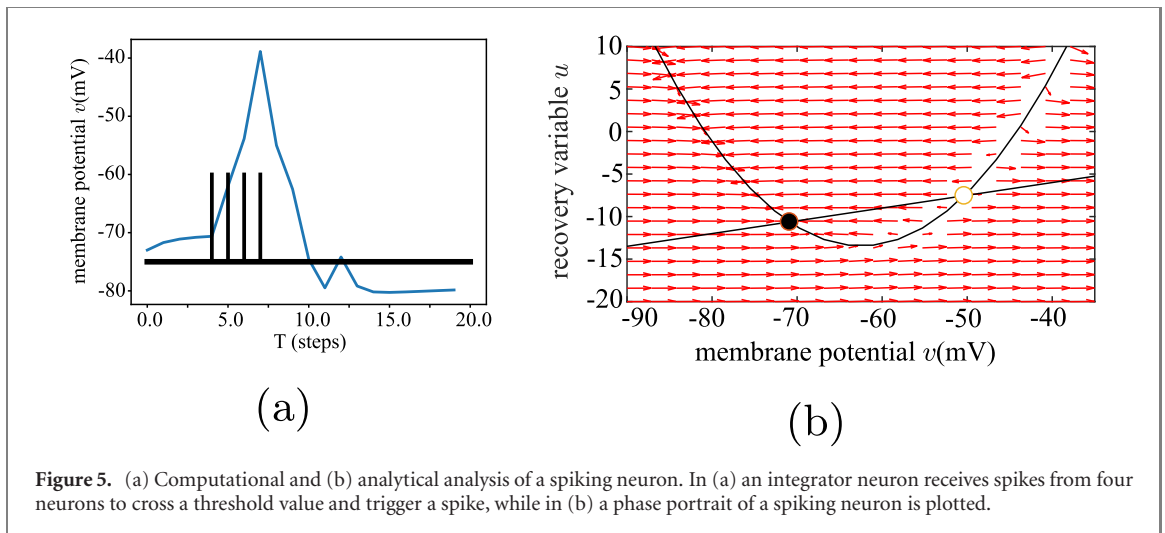 membrane potential v(mV)
-40
-50
-60
-70
-80
0.0 5.0 10.0 15.0 20.0
T (steps)
(a)
recovery variable u
10
5
0
-5
-10
-15
-20
-90 -80 -70 -60 -50 -40
membrane potential v(mV)
(b)
Figure 5. (a) Computational and (b) analytical analysis of a spiking neuron. In (a) an integrator neuron receives spikes from four
neurons to cross a threshold value and trigger a spike, while in (b) a phase portrait of a spiking neuron is plotted.